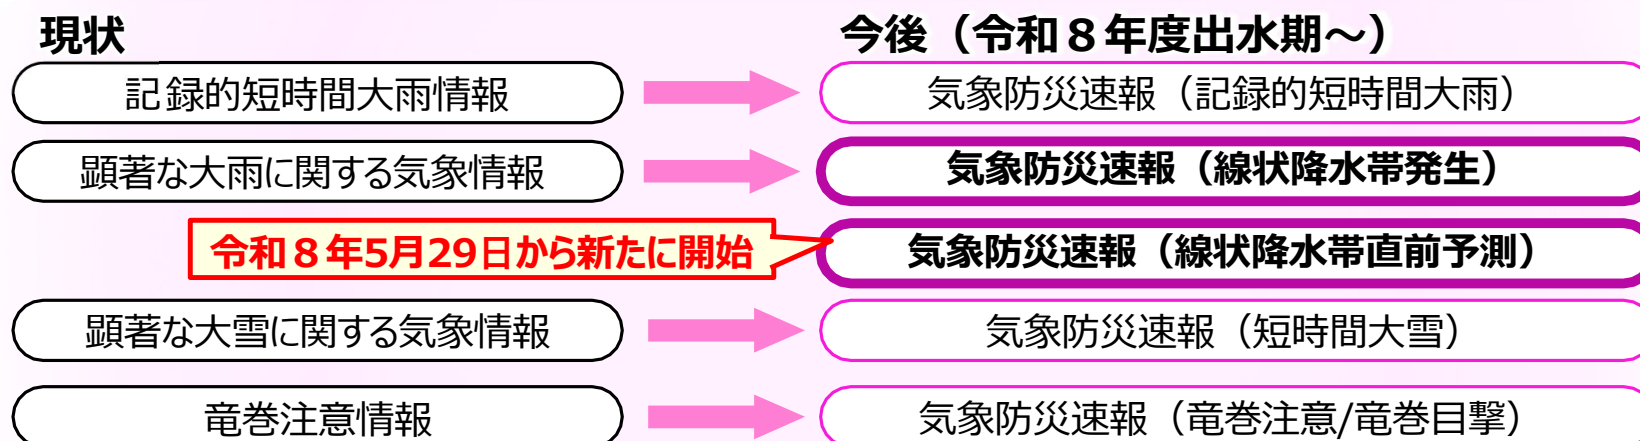 現状
今後（令和８年度出水期～）
記録的短時間大雨情報
気象防災速報（記録的短時間大雨）
顕著な大雨に関する気象情報
気象防災速報（線状降水帯発生）
令和８年5月29日から新たに開始
気象防災速報（線状降水帯直前予測）
顕著な大雪に関する気象情報
気象防災速報（短時間大雪）
竜巻注意情報
気象防災速報（竜巻注意/竜巻目撃）